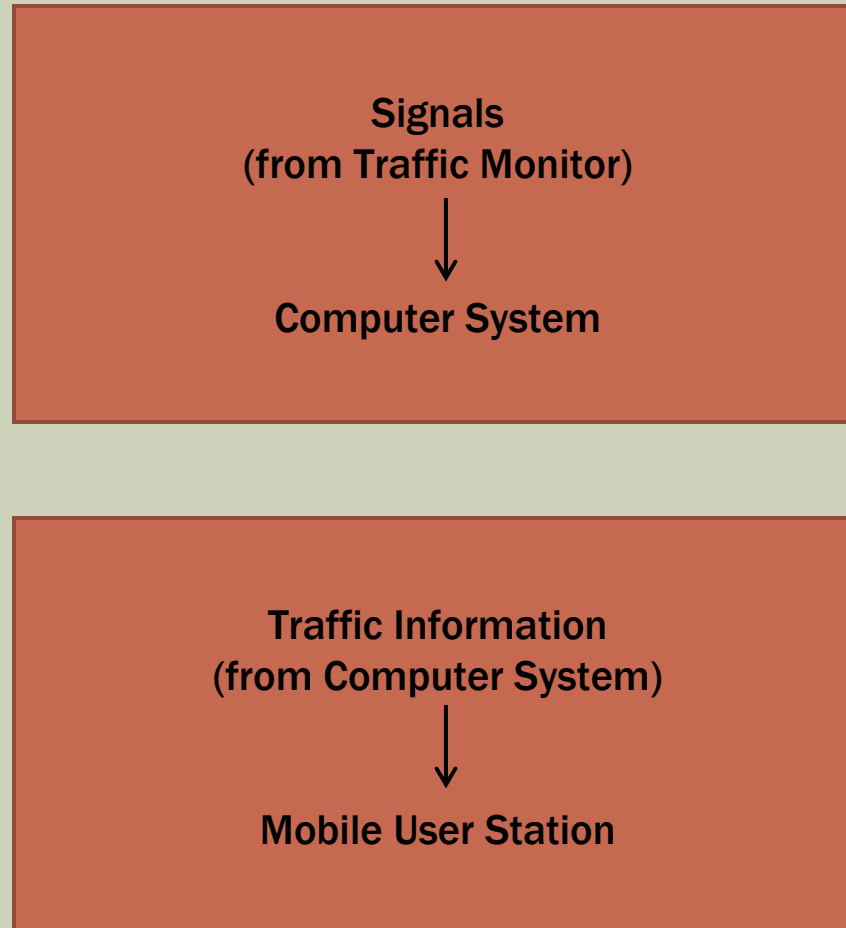 Signals
(from Traffic Monitor)
Computer System
Traffic Information
(from Computer System)
Mobile User Station